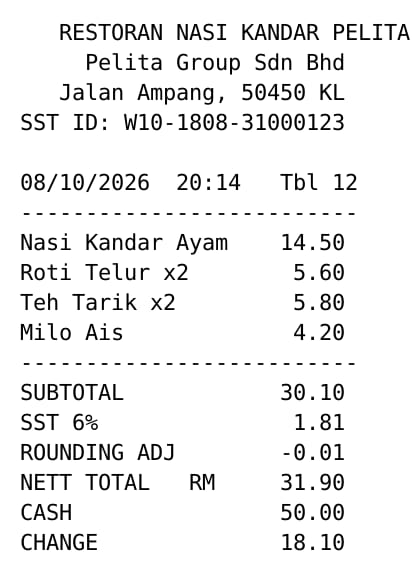 RESTORAN NASI KANDAR PELITA
Pelita Group Sdn Bhd
Jalan Ampang, 50450 KL
SST ID: W10-1808-31000123
08/10/2026  20:14   Tbl 12
--------------------------
Nasi Kandar Ayam    14.50
Roti Telur x2        5.60
Teh Tarik x2         5.80
Milo Ais             4.20
--------------------------
SUBTOTAL            30.10
SST 6%               1.81
ROUNDING ADJ        -0.01
NETT TOTAL   RM     31.90
CASH                50.00
CHANGE              18.10